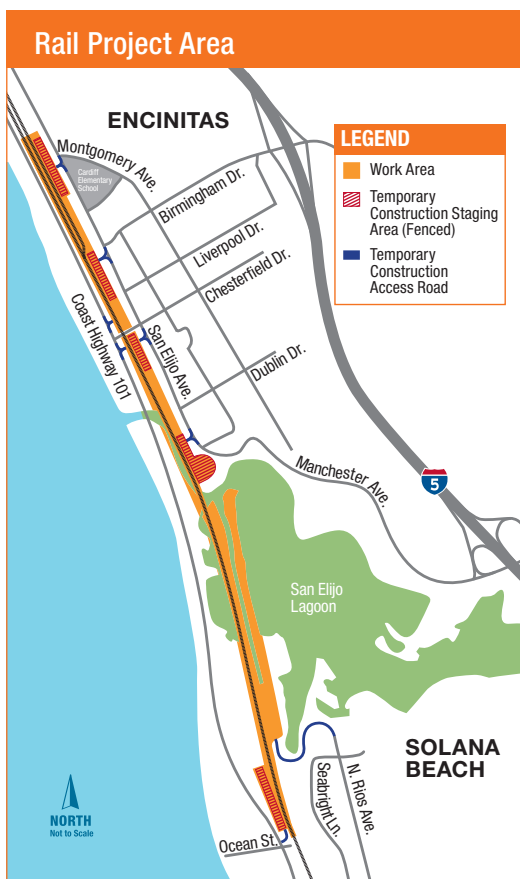 Rail Project Area
ENCINITAS
LEGEND
Work Area
Temporary
Construction Staging
Area (Fenced)
Temporary
Construction
Access Road
Montgomery Ave.
Cardiff
Elementary
School
Birmingham Dr.
Liverpool Dr.
Chesterfield Dr.
San Elijo Ave.
Coast Highway 101
Dublin Dr.
Manchester Ave.
5
San Elijo
Lagoon
SOLANA
BEACH
N. Rios Ave.
Seabright Ln.
Ocean St.
NORTH
Not to Scale